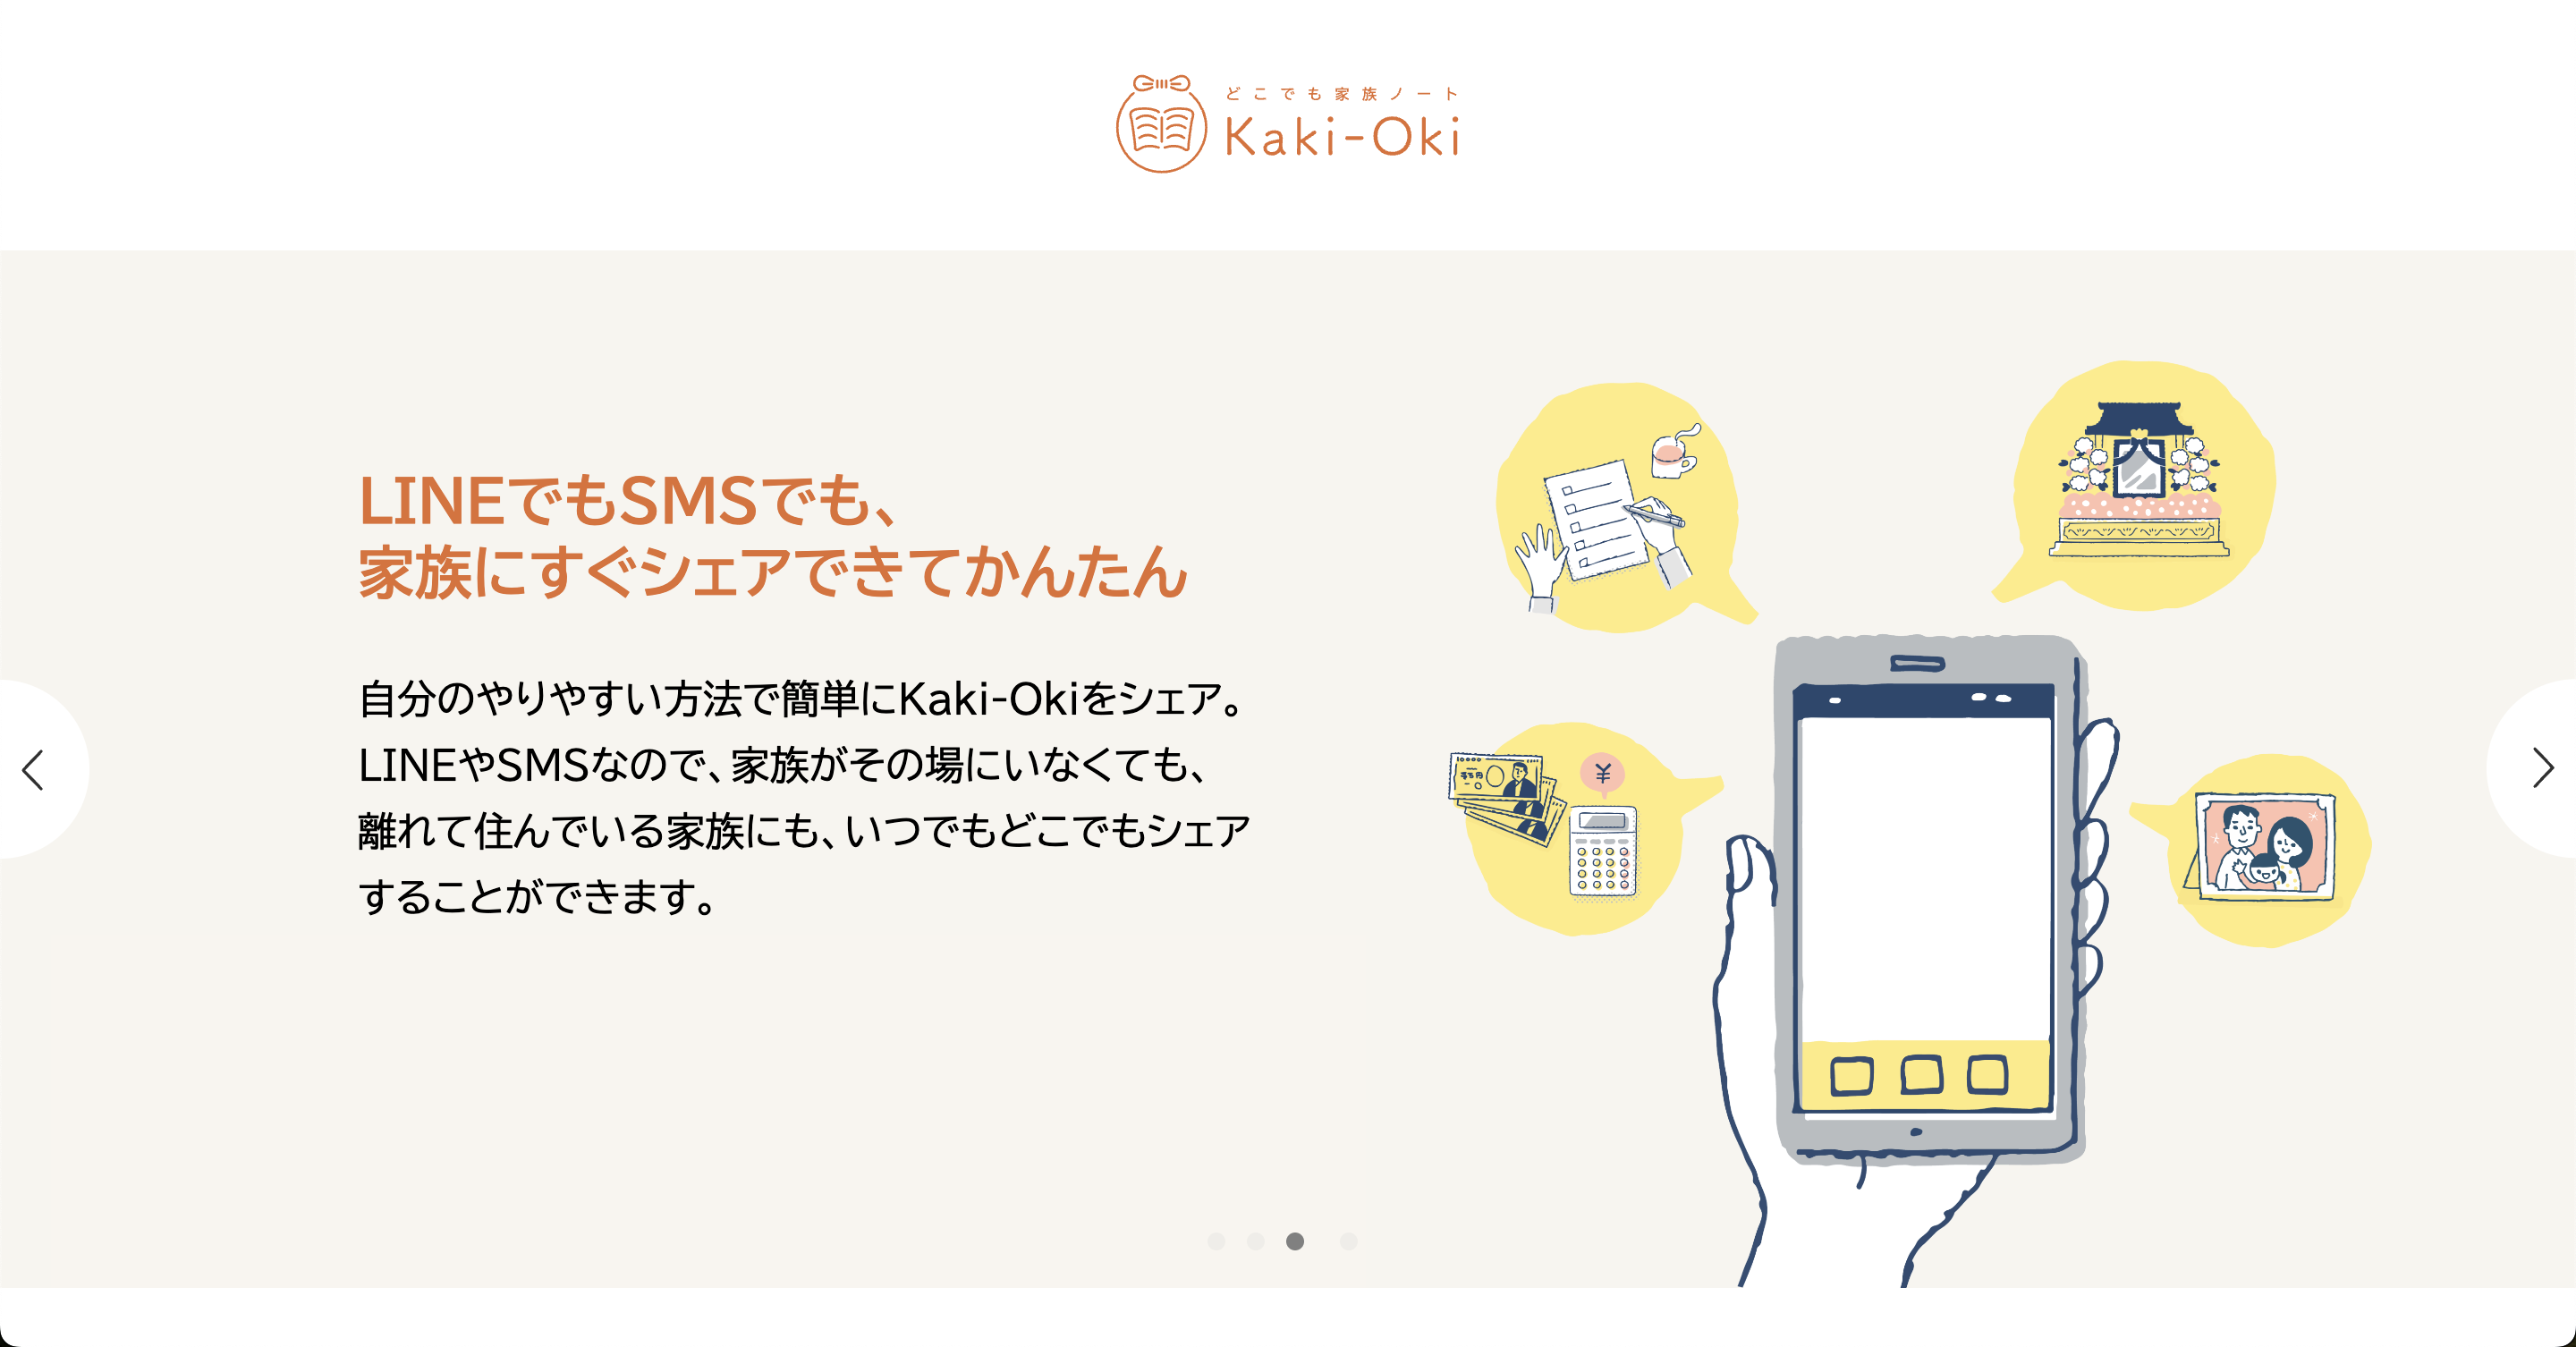 どこでも家族ノート
Kaki-Oki
LINEでもSMSでも、
家族にすぐシェアできてかんたん
自分のやりやすい方法で簡単にKaki-Okiをシェア。
LINEやSMSなので、家族がその場にいなくても、
離れて住んでいる家族にも、いつでもどこでもシェア
することができます。
¥